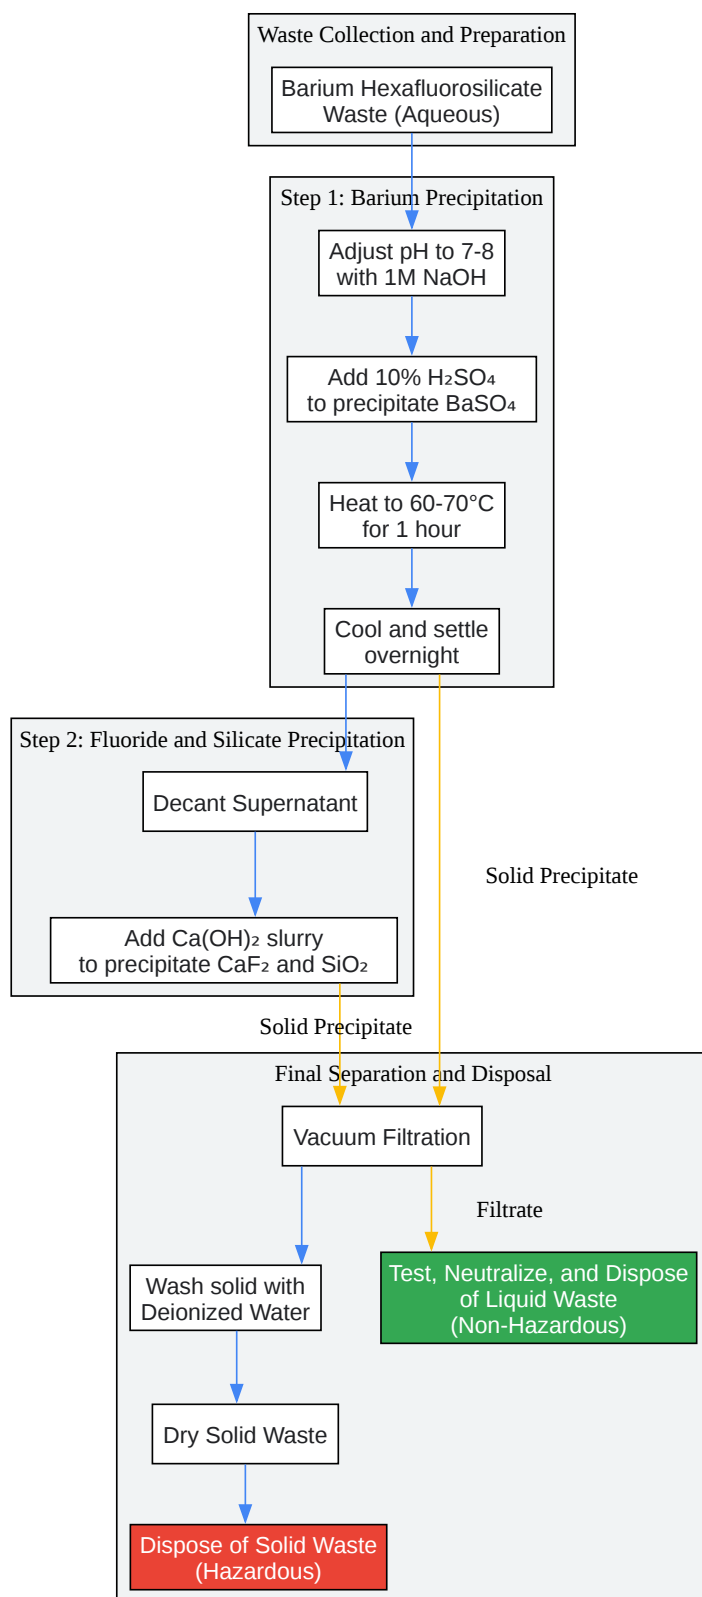 Waste Collection and Preparation
Barium Hexafluorosilicate
Waste (Aqueous)
Step 1: Barium Precipitation
Adjust pH to 7-8
with 1M NaOH
Add 10% H₂SO₄
to precipitate BaSO₄
Heat to 60-70°C
for 1 hour
Cool and settle
overnight
Step 2: Fluoride and Silicate Precipitation
Decant Supernatant
Solid Precipitate
Add Ca(OH)₂ slurry
to precipitate CaF₂ and SiO₂
Solid Precipitate
Final Separation and Disposal
Vacuum Filtration
Filtrate
Wash solid with
Deionized Water
Test, Neutralize, and Dispose
of Liquid Waste
(Non-Hazardous)
Dry Solid Waste
Dispose of Solid Waste
(Hazardous)